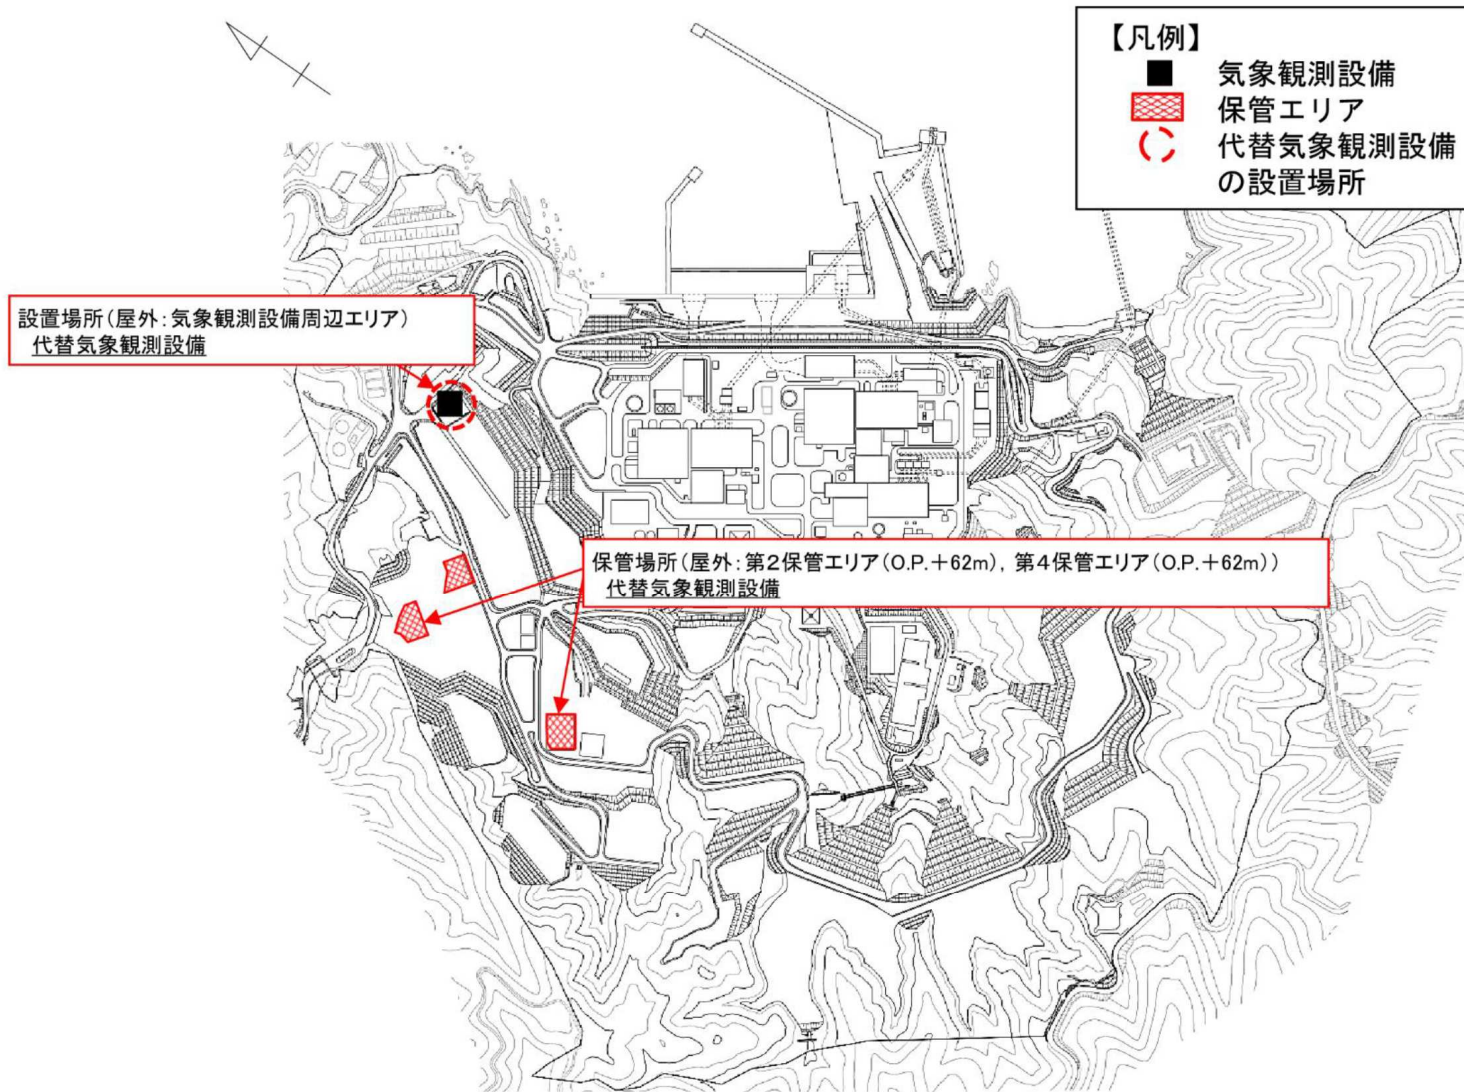 【凡例】
気象観測設備
保管エリア
代替気象観測設備
の設置場所
設置場所(屋外:気象観測設備周辺エリア)
代替気象観測設備
保管場所(屋外:第2保管エリア(O.P.+62m), 第4保管エリア(O.P.+62m))
代替気象観測設備